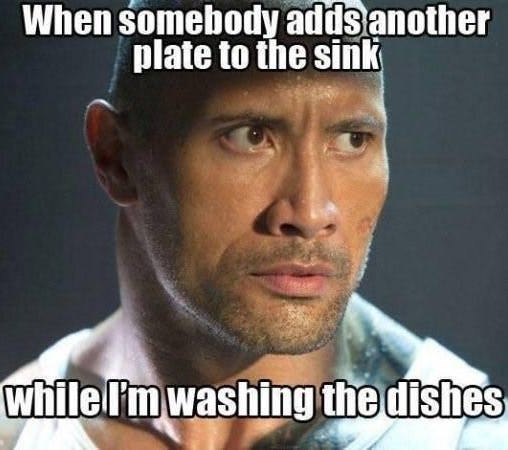 When somebody adds another
plate to the sink
while I'm washing the dishes